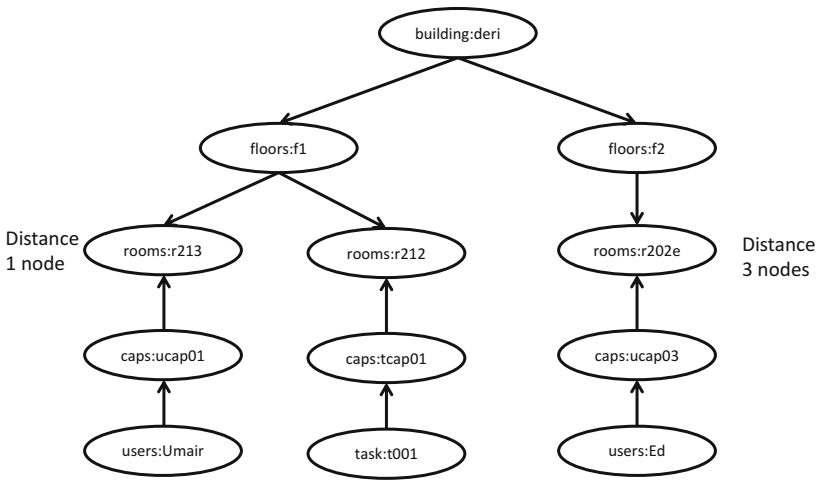 building:deri
floors:f1
floors:f2
Distance
1 node
rooms:r213
rooms:r212
rooms:r202e
Distance
3 nodes
caps:ucap01
caps:tcap01
caps:ucap03
users:Umair
task:t001
users:Ed